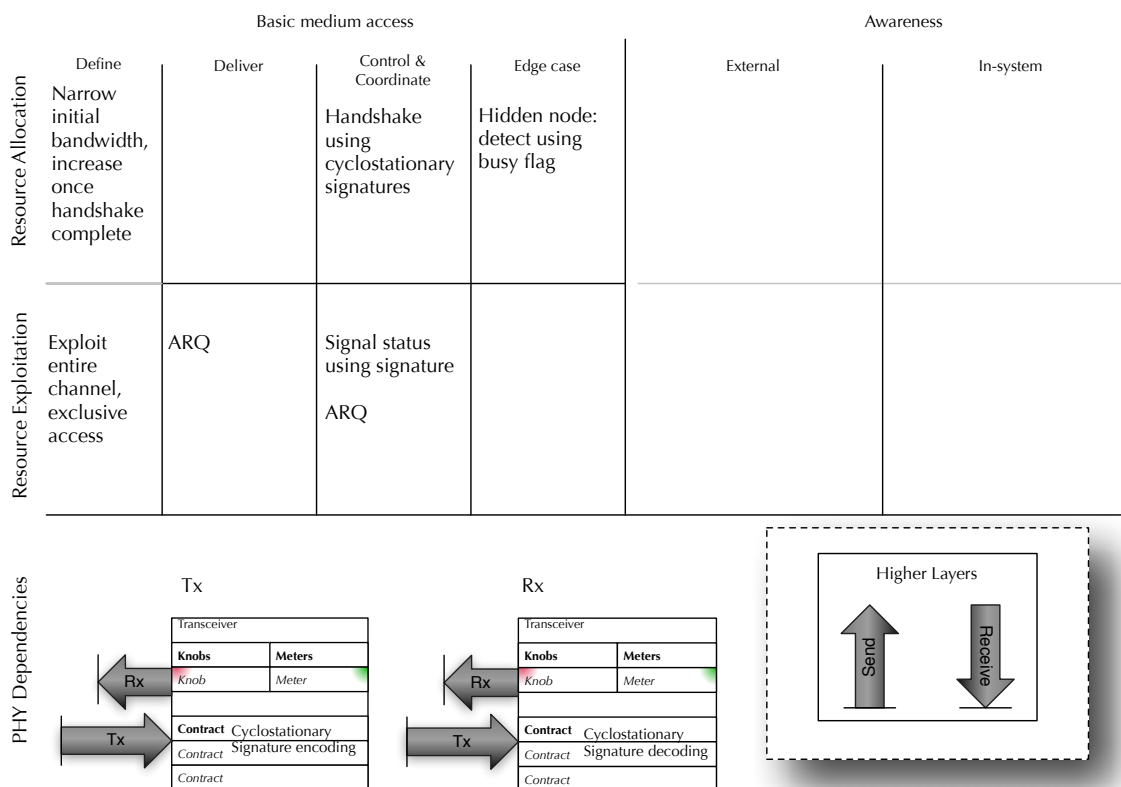 Basic medium access
Awareness
Define
Deliver
Control &
Coordinate
Edge case
External
In-system
Resource Allocation
Narrow
initial
bandwidth,
increase
once
handshake
complete
Handshake
using
cyclostationary
signatures
Hidden node:
detect using
busy flag
Resource Exploitation
Exploit
entire
channel,
exclusive
access
ARQ
Signal status
using signature
ARQ
PHY Dependencies
Tx
Transceiver
Knobs
Meters
Knob
Meter
Rx
Tx
Contract Cyclostationary
Contract Signature encoding
Contract
Rx
Transceiver
Knobs
Meters
Knob
Meter
Rx
Tx
Contract Cyclostationary
Contract Signature decoding
Contract
Higher Layers
Send
Receive